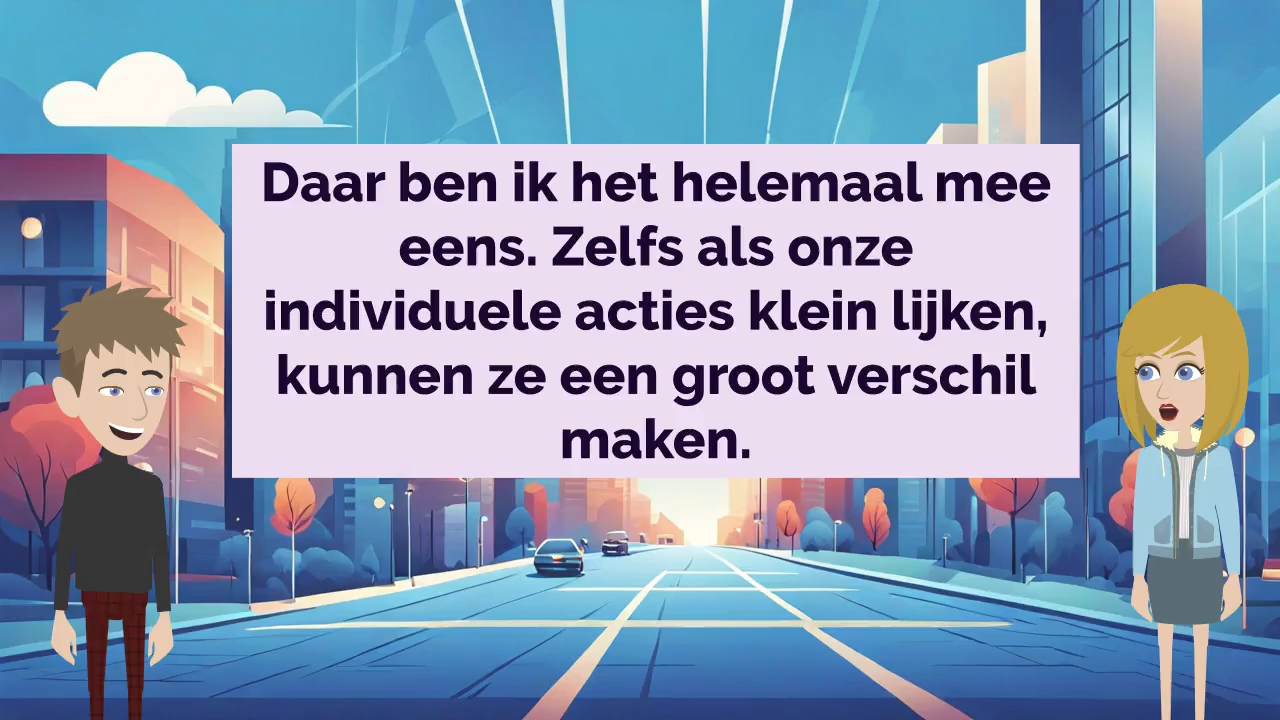 Daar ben ik het helemaal mee
eens. Zelfs als onze
individuele acties klein lijken,
kunnen ze een groot verschil
maken.